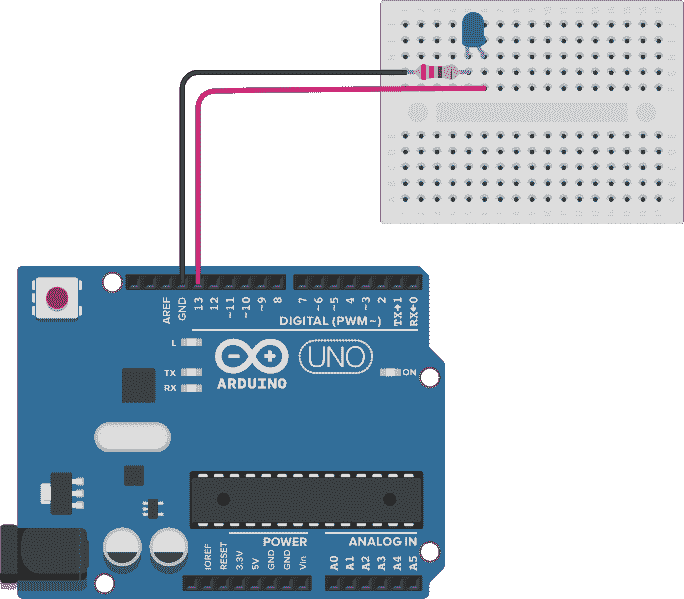 AREF
GND
13
12
~11
~10
~9
8
7
~6
~5
4
~3
2
TX→1
RX←0
DIGITAL (PWM~)
L
TX
RX
ARDUINO
UNO
ON
POWER
ANALOG IN
IOREF
RESET
3.3V
5V
GND
GND
Vin
A0
A1
A2
A3
A4
A5